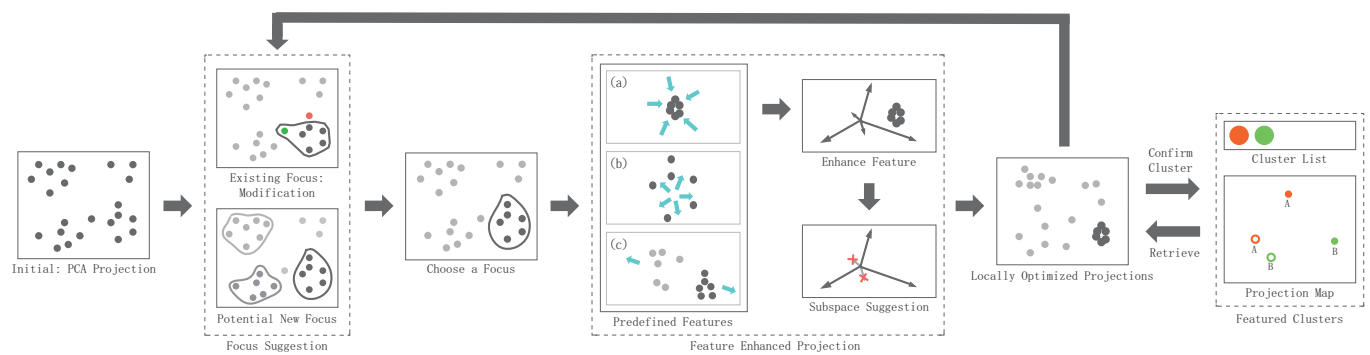 Initial: PCA Projection
Existing Focus:
Modification
Potential New Focus
Focus Suggestion
Choose a Focus
(a)
(b)
(c)
Predefined Features
Enhance Feature
Subspace Suggestion
Feature Enhanced Projection
Locally Optimized Projections
Confirm
Cluster
Retrieve
Cluster List
A
A
B
B
Projection Map
Featured Clusters